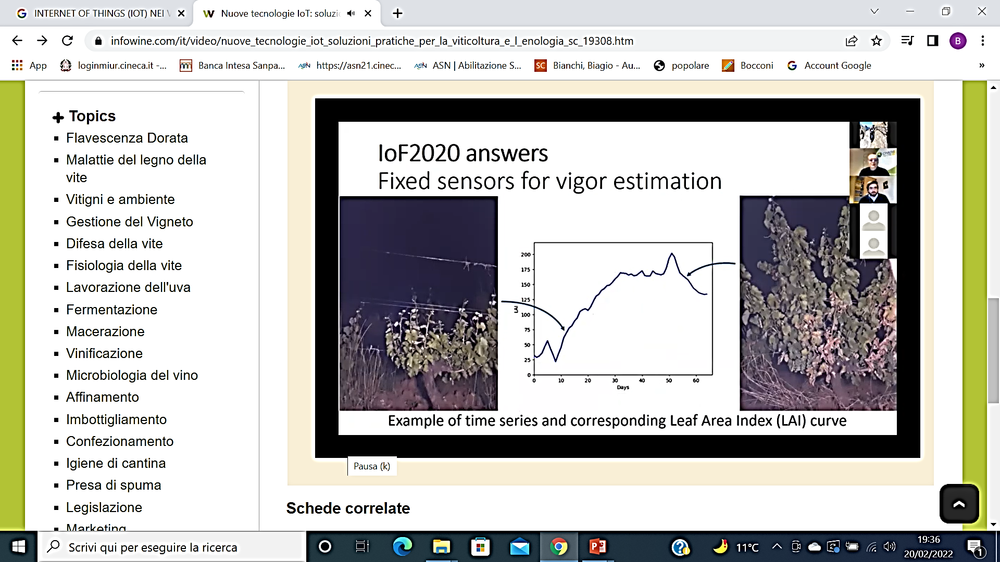 INTERNET OF THINGS (IOT) NEI V
Nuove tecnologie IoT: soluzi
infowine.com/it/video/nuove_tecnologie_iot_soluzioni_pratiche_per_la_viticoltura_e_l_enologia_sc_19308.htm
B
App
loginmiur.cineca.it -...
Banca Intesa Sanpa...
ASN
https://asn21.cinec...
ASN
ASN | Abilitazione S...
SC
Bianchi, Biagio - Au...
popolare
Bocconi
Account Google
»
Topics
Flavescenza Dorata
Malattie del legno della
vite
Vitigni e ambiente
Gestione del Vigneto
Difesa della vite
Fisiologia della vite
Lavorazione dell'uva
Fermentazione
Macerazione
Vinificazione
Microbiologia del vino
Affinamento
Imbottigliamento
Confezionamento
Igiene di cantina
Presa di spuma
Legislazione
Marketing
IoF2020 answers
Fixed sensors for vigor estimation
200
175
150
125
100
75
50
25
0
LAI
0 10 20 30 40 50 60
Days
Example of time series and corresponding Leaf Area Index (LAI) curve
Pausa (k)
Schede correlate
Scrivi qui per eseguire la ricerca
11°C
19:36
20/02/2022
1